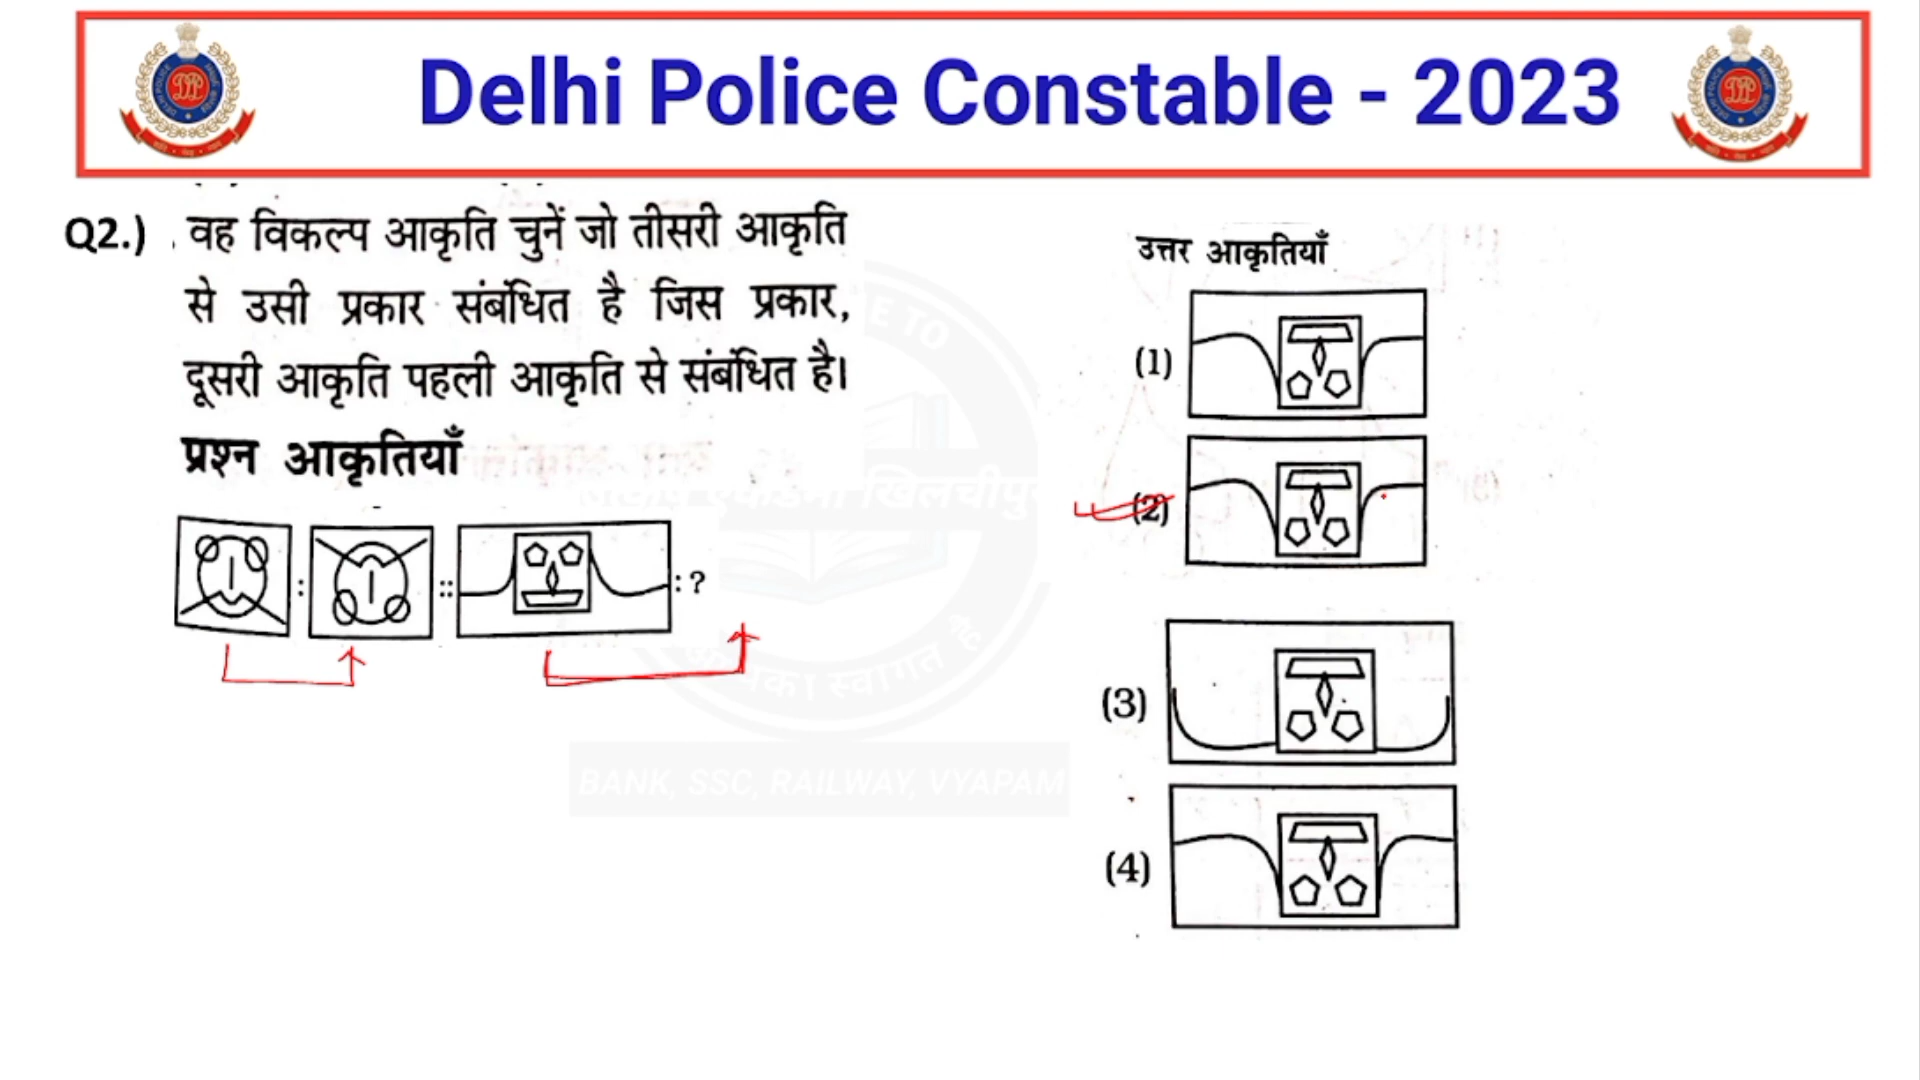 Delhi Police Constable - 2023
Q2.) वह विकल्प आकृति चुनें जो तीसरी आकृति
से उसी प्रकार संबंधित है जिस प्रकार,
दूसरी आकृति पहली आकृति से संबंधित है।
प्रश्न आकृतियाँ
: :: : ?
उत्तर आकृतियाँ
(1)
(2)
(3)
(4)
BANK, SSC, RAILWAY, VYAPAM